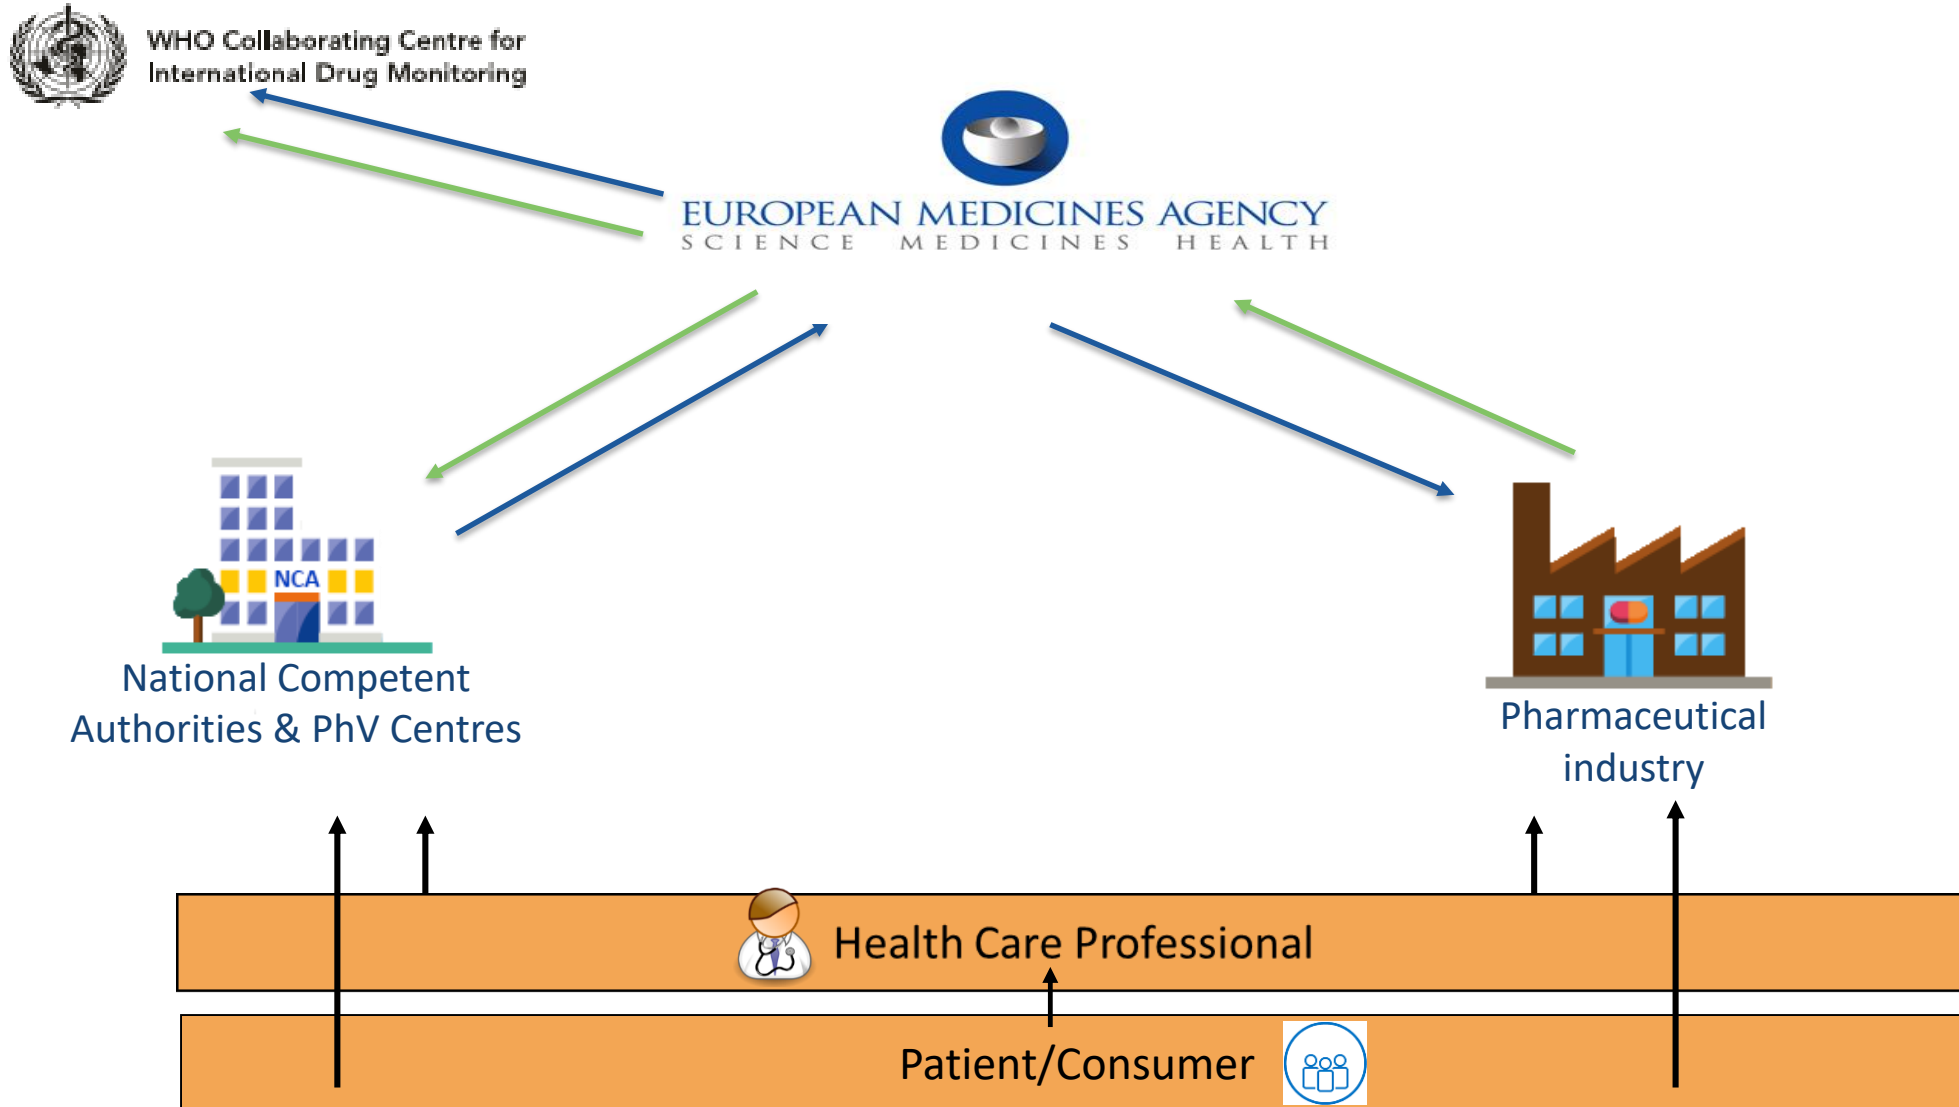 WHO Collaborating Centre for
International Drug Monitoring
EUROPEAN MEDICINES AGENCY
SCIENCE MEDICINES HEALTH
NCA
National Competent
Authorities & PhV Centres
Pharmaceutical
industry
Health Care Professional
Patient/Consumer